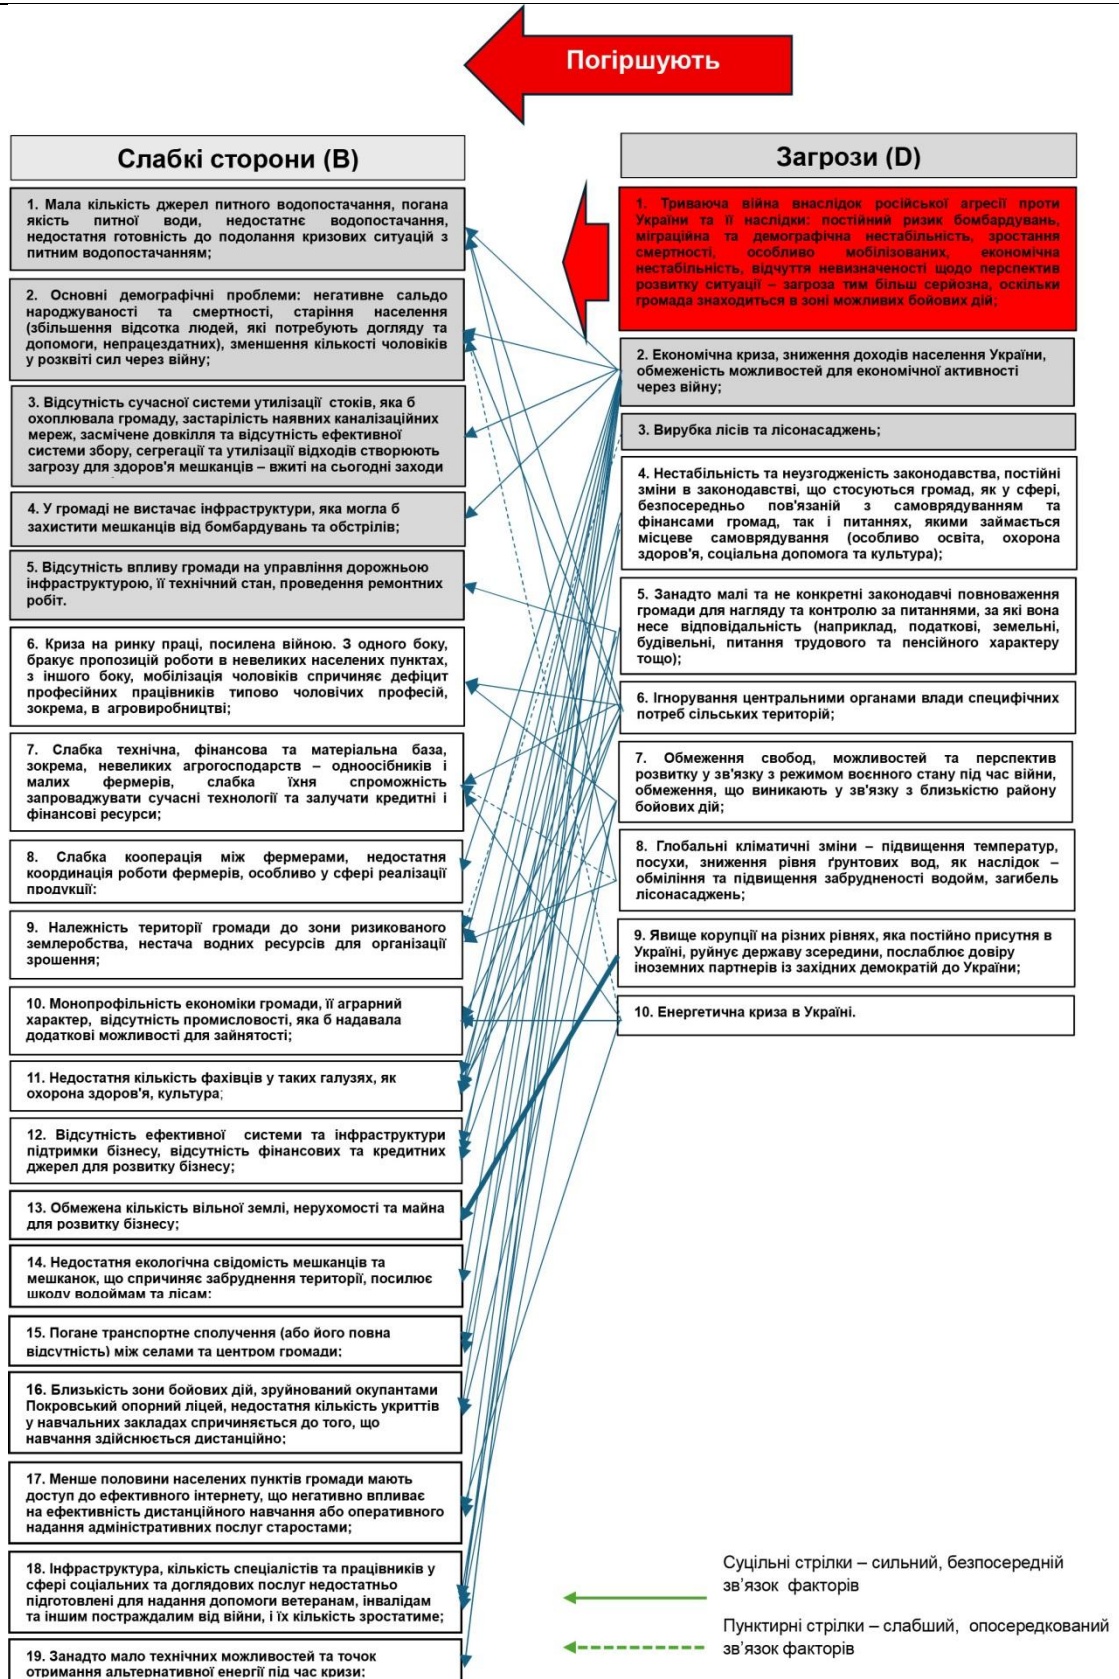 Погіршують
Слабкі сторони (В)
1. Мала кількість джерел питного водопостачання, погана
якість питної води, недостатнє водопостачання,
недостатня готовність до подолання кризових ситуацій з
питним водопостачанням;
2. Основні демографічні проблеми: негативне сальдо
народжуваності та смертності, старіння населення
(збільшення відсотка людей, які потребують догляду та
допомоги, непрацездатних), зменшення кількості чоловіків
у розквіті сил через війну;
3. Відсутність сучасної системи утилізації стоків, яка б
охоплювала громаду, застарілість наявних каналізаційних
мереж, засмічене довкілля та відсутність ефективної
системи збору, сегрегації та утилізації відходів створюють
загрозу для здоров'я мешканців – вжиті на сьогодні заходи
4. У громаді не вистачає інфраструктури, яка могла б
захистити мешканців від бомбардувань та обстрілів;
5. Відсутність впливу громади на управління дорожньою
інфраструктурою, її технічний стан, проведення ремонтних
робіт.
6. Криза на ринку праці, посилена війною. З одного боку,
бракує пропозицій роботи в невеликих населених пунктах,
з іншого боку, мобілізація чоловіків спричиняє дефіцит
професійних працівників типово чоловічих професій,
зокрема, в агровиробництві;
7. Слабка технічна, фінансова та матеріальна база,
зокрема, невеликих агрогосподарств – одноосібників і
малих фермерів, слабка їхня спроможність
запроваджувати сучасні технології та залучати кредитні і
фінансові ресурси;
8. Слабка кооперація між фермерами, недостатня
координація роботи фермерів, особливо у сфері реалізації
продукції;
9. Належність території громади до зони ризикованого
землеробства, нестача водних ресурсів для організації
зрошення;
10. Монопрофільність економіки громади, її аграрний
характер, відсутність промисловості, яка б надавала
додаткові можливості для зайнятості;
11. Недостатня кількість фахівців у таких галузях, як
охорона здоров'я, культура;
12. Відсутність ефективної системи та інфраструктури
підтримки бізнесу, відсутність фінансових та кредитних
джерел для розвитку бізнесу;
13. Обмежена кількість вільної землі, нерухомості та майна
для розвитку бізнесу;
14. Недостатня екологічна свідомість мешканців та
мешканок, що спричиняє забруднення території, посилює
шкоду водоймам та лісам;
15. Погане транспортне сполучення (або його повна
відсутність) між селами та центром громади;
16. Близькість зони бойових дій, зруйнований окупантами
Покровський опорний ліцей, недостатня кількість укриттів
у навчальних закладах спричиняється до того, що
навчання здійснюється дистанційно;
17. Менше половини населених пунктів громади мають
доступ до ефективного інтернету, що негативно впливає
на ефективність дистанційного навчання або оперативного
надання адміністративних послуг старостами;
18. Інфраструктура, кількість спеціалістів та працівників у
сфері соціальних та доглядових послуг недостатньо
підготовлені для надання допомоги ветеранам, інвалідам
та іншим постраждалим від війни, і їх кількість зростатиме;
19. Занадто мало технічних можливостей та точок
отримання альтернативної енергії під час кризи;
Загрози (D)
1. Триваюча війна внаслідок російської агресії проти
України та її наслідки: постійний ризик бомбардувань,
міграційна та демографічна нестабільність, зростання
смертності, особливо мобілізованих, економічна
нестабільність, відчуття невизначеності щодо перспектив
розвитку ситуації – загроза тим більш серйозна, оскільки
громада знаходиться в зоні можливих бойових дій;
2. Економічна криза, зниження доходів населення України,
обмеженість можливостей для економічної активності
через війну;
3. Вирубка лісів та лісонасаджень;
4. Нестабільність та неузгодженість законодавства, постійні
зміни в законодавстві, що стосуються громад, як у сфері,
безпосередньо пов'язаній з самоврядуванням та
фінансами громад, так і питаннях, якими займається
місцеве самоврядування (особливо освіта, охорона
здоров'я, соціальна допомога та культура);
5. Занадто малі та не конкретні законодавчі повноваження
громади для нагляду та контролю за питаннями, за які вона
несе відповідальність (наприклад, податкові, земельні,
будівельні, питання трудового та пенсійного характеру
тощо);
6. Ігнорування центральними органами влади специфічних
потреб сільських територій;
7. Обмеження свобод, можливостей та перспектив
розвитку у зв'язку з режимом воєнного стану під час війни,
обмеження, що виникають у зв'язку з близькістю району
бойових дій;
8. Глобальні кліматичні зміни – підвищення температур,
посухи, зниження рівня ґрунтових вод, як наслідок –
обміління та підвищення забрудненості водойм, загибель
лісонасаджень;
9. Явище корупції на різних рівнях, яка постійно присутня в
Україні, руйнує державу зсередини, послаблює довіру
іноземних партнерів із західних демократій до України;
10. Енергетична криза в Україні.
Суцільні стрілки – сильний, безпосередній
зв’язок факторів
Пунктирні стрілки – слабший, опосередкований
зв’язок факторів